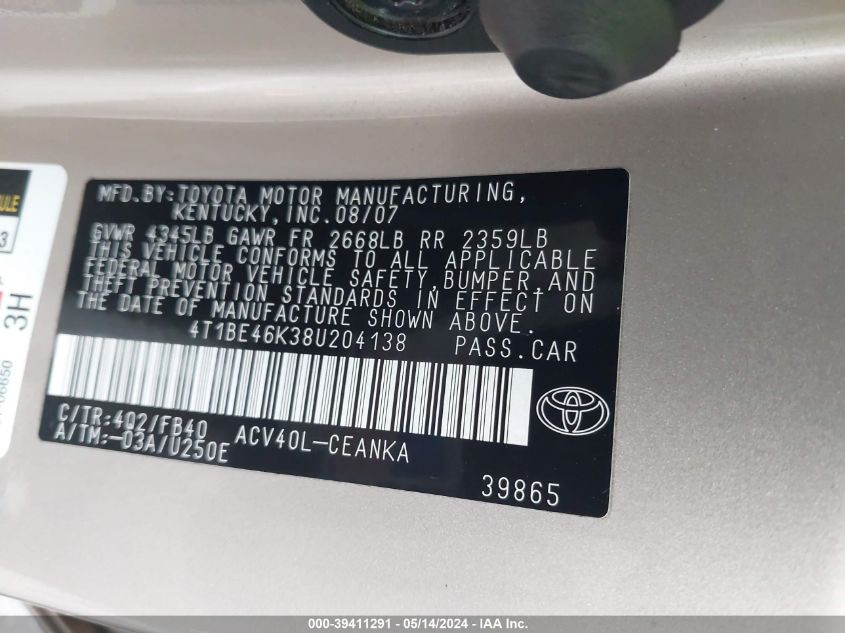 MFD.BY:TOYOTA MOTOR MANUFACTURING,
KENTUCKY,INC.08/07
GVWR 4345LB GAWR FR 2668LB RR 2359LB
THIS VEHICLE CONFORMS TO ALL APPLICABLE
FEDERAL MOTOR VEHICLE SAFETY,BUMPER,AND
THEFT PREVENTION STANDARDS IN EFFECT ON
THE DATE OF MANUFACTURE SHOWN ABOVE.
4T1BE46K38U204138 PASS.CAR
C/TR:4Q2/FB40
A/TM:-03A/U250E
ACV40L-CEANKA
39865
3H
06650
000-39411291 - 05/14/2024 - IAA Inc.